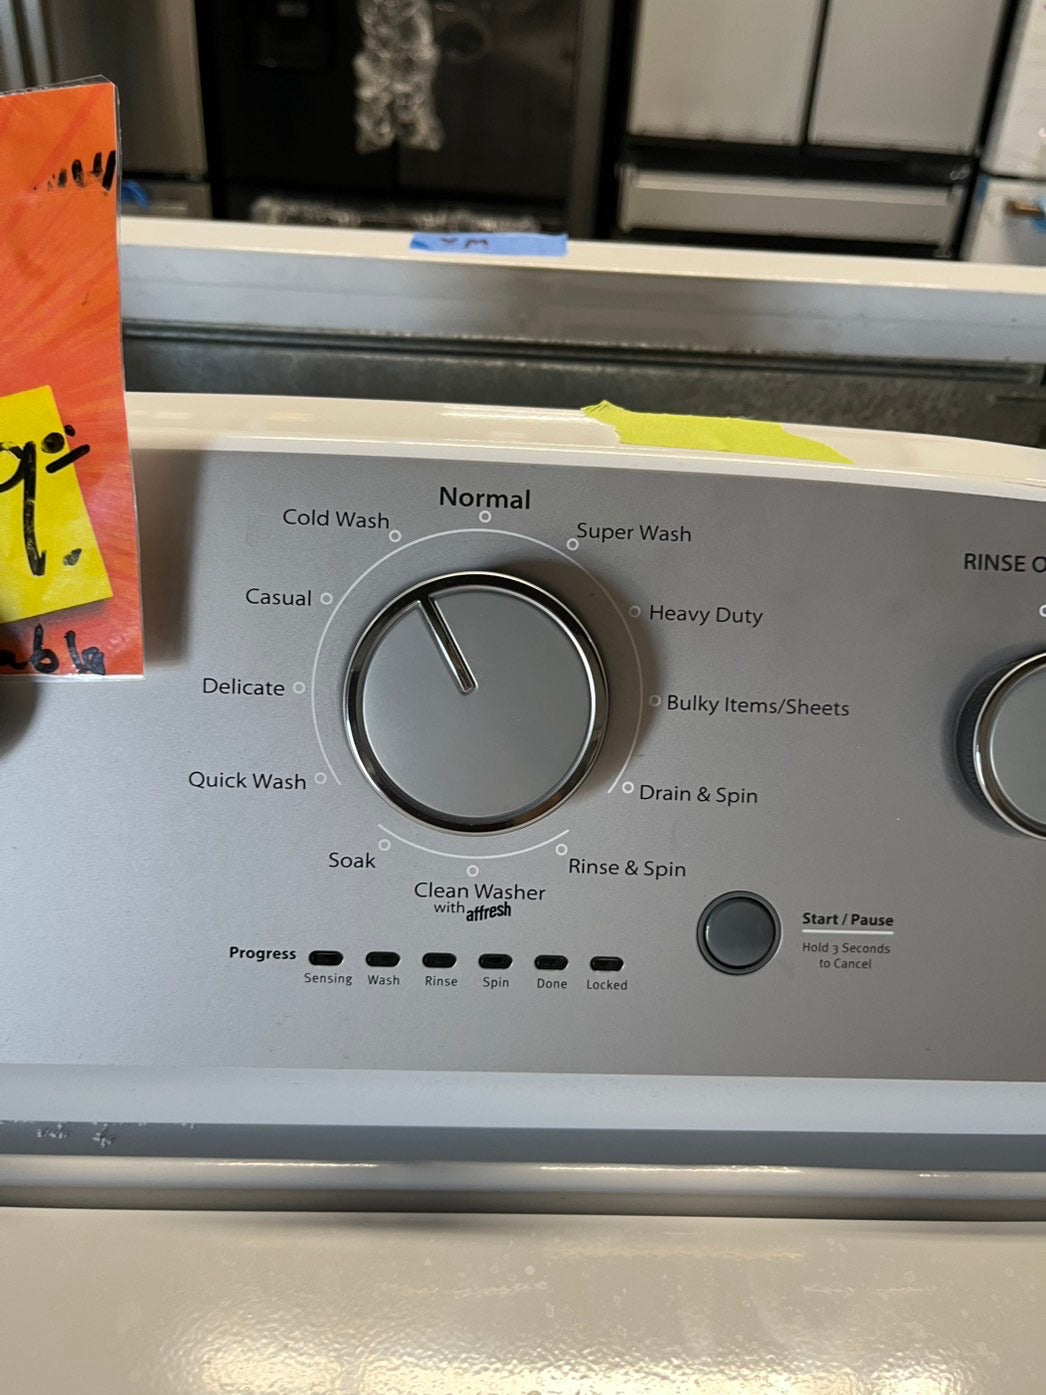 9.
Normal
Cold Wash
Super Wash
RINSE O
Casual
Heavy Duty
Delicate
Bulky Items/Sheets
Quick Wash
Drain & Spin
Soak
Rinse & Spin
Clean Washer
with affresh
Start / Pause
Hold 3 Seconds
to Cancel
Progress
Sensing
Wash
Rinse
Spin
Done
Locked